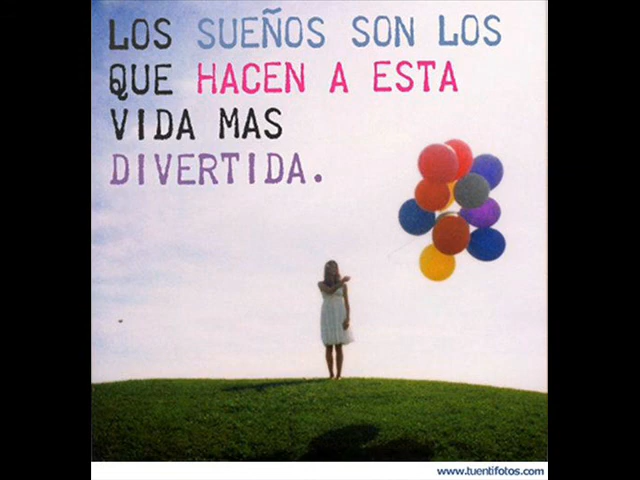 LOS SUEÑOS SON LOS
QUE HACEN A ESTA
VIDA MAS
DIVERTIDA.
www.tuentifotos.com